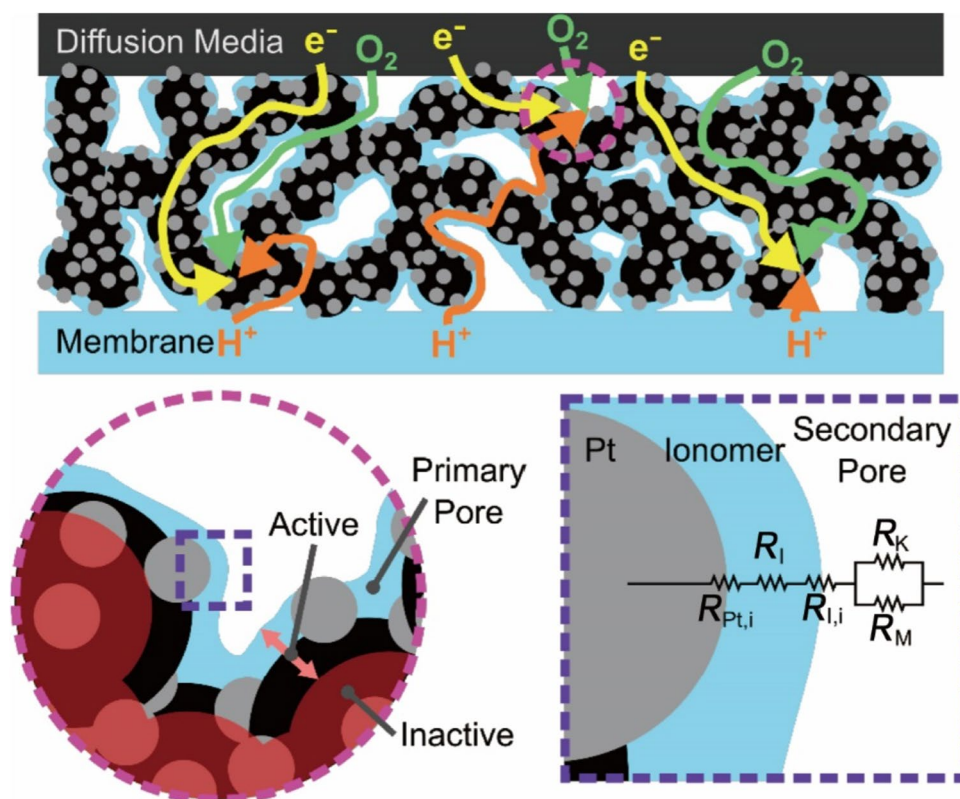 Diffusion Media
e⁻
O₂
e⁻
O₂
e⁻
O₂
Membrane
H⁺
H⁺
H⁺
Primary
Pore
Active
Inactive
Pt
Ionomer
Secondary
Pore
R_Pt,i
R_I
R_I,i
R_K
R_M